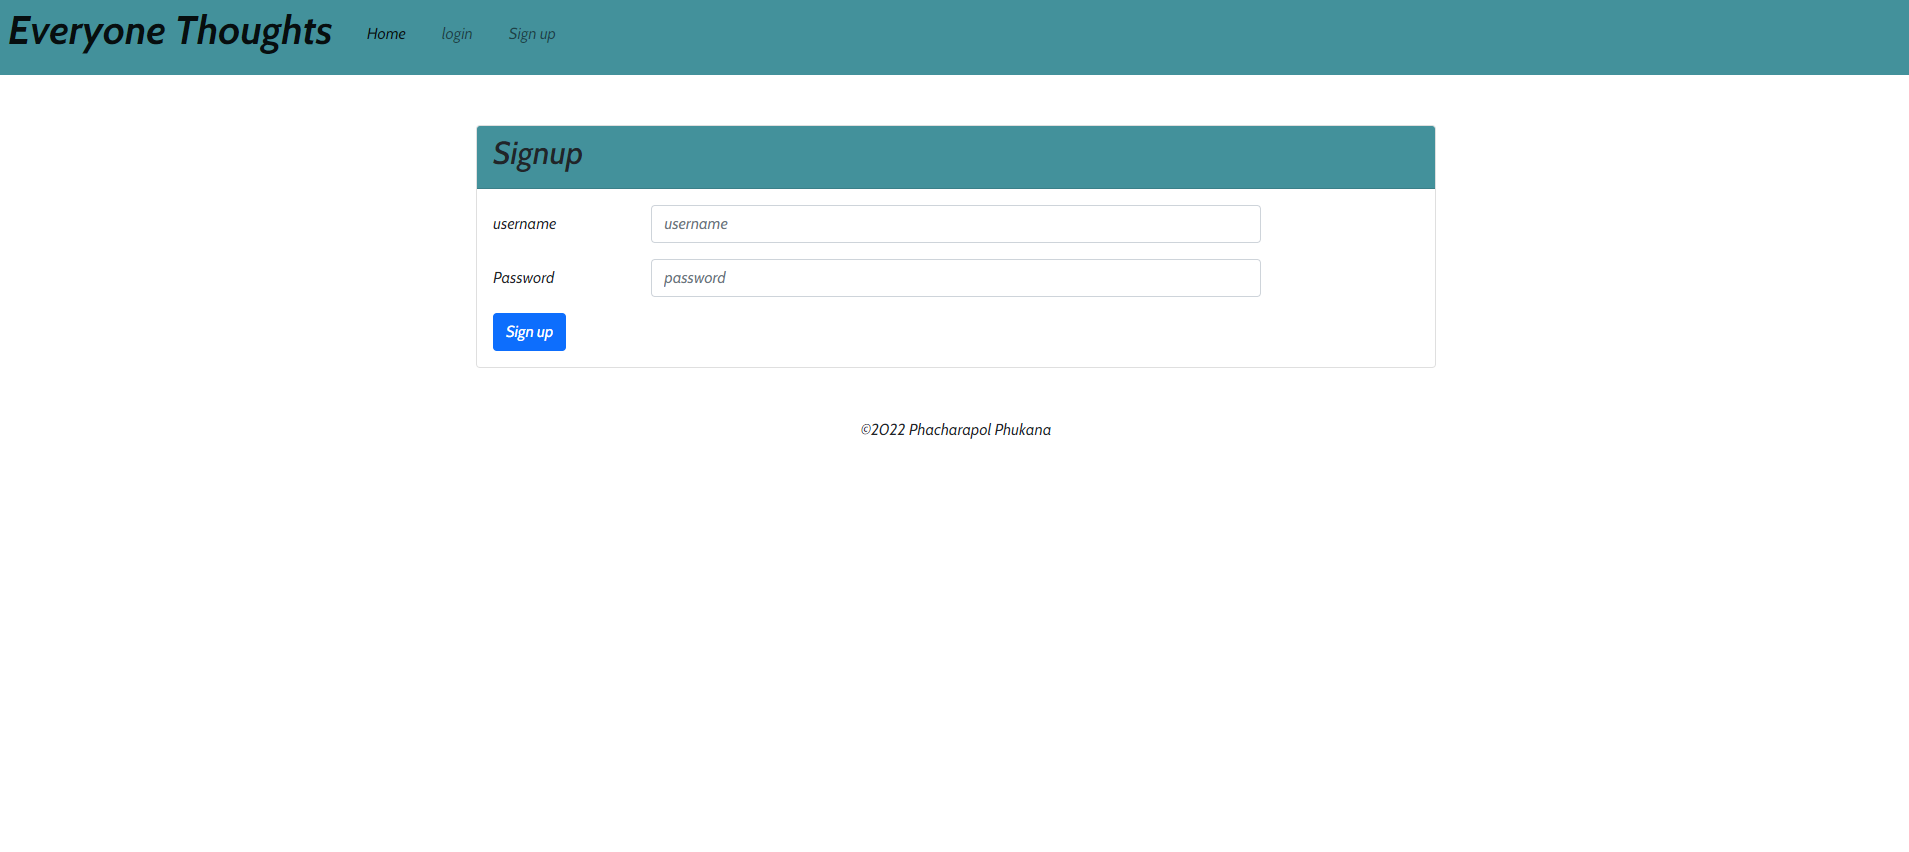 Everyone Thoughts Home login Sign up
Signup
username username
Password password
Sign up
©2022 Phacharapol Phukana